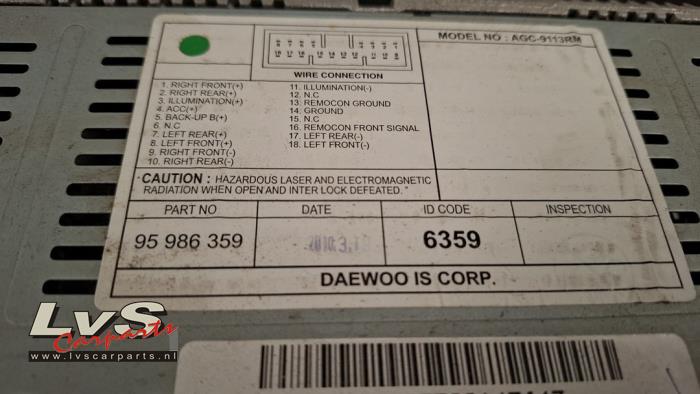 MODEL NO : AGC-9113RM
WIRE CONNECTION
1. RIGHT FRONT(+)
2. RIGHT REAR(+)
3. ILLUMINATION(+)
4. ACC(+)
5. BACK-UP B(+)
6. N.C
7. LEFT REAR(+)
8. LEFT FRONT(+)
9. RIGHT FRONT(-)
10. RIGHT REAR(-)
11. ILLUMINATION(-)
12. N.C
13. REMOCON GROUND
14. GROUND
15. N.C
16. REMOCON FRONT SIGNAL
17. LEFT REAR(-)
18. LEFT FRONT(-)
"CAUTION : HAZARDOUS LASER AND ELECTROMAGNETIC
RADIATION WHEN OPEN AND INTER LOCK DEFEATED."
PART NO DATE ID CODE INSPECTION
95 986 359 6359
DAEWOO IS CORP.
LvS
Carparts
www.lvscarparts.nl